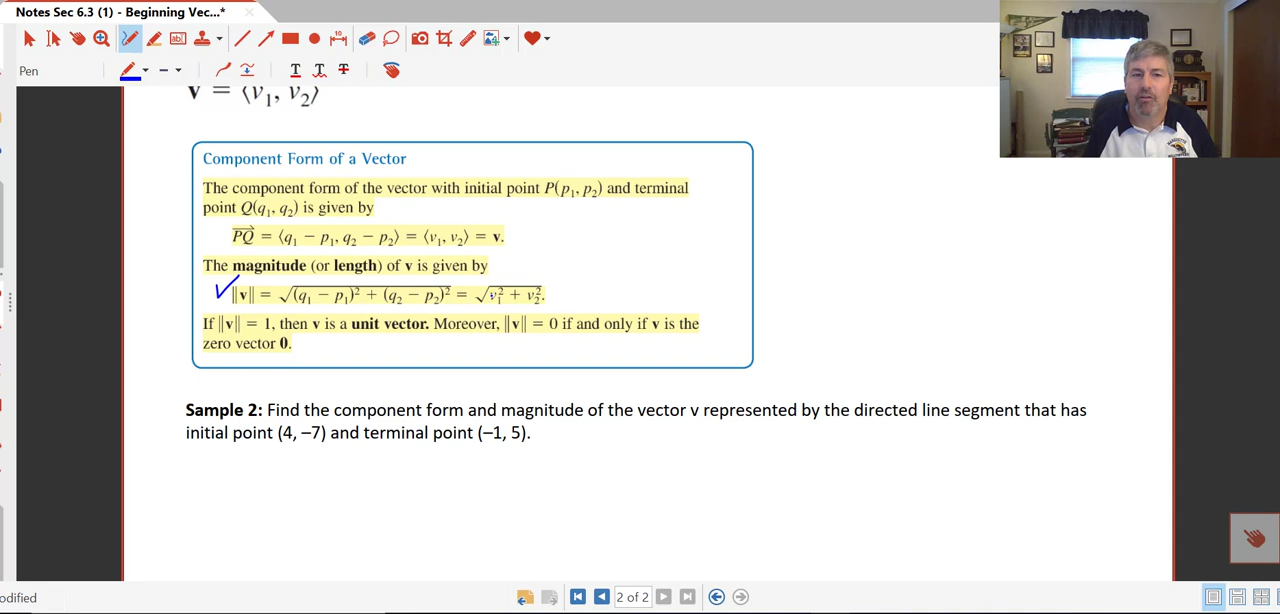 Notes Sec 6.3 (1) - Beginning Vec...*
Pen
v = ⟨v₁, v₂⟩
Component Form of a Vector
The component form of the vector with initial point P(p₁, p₂) and terminal
point Q(q₁, q₂) is given by
PQ⃗ = ⟨q₁ − p₁, q₂ − p₂⟩ = ⟨v₁, v₂⟩ = v.
The magnitude (or length) of v is given by
‖v‖ = √(q₁ − p₁)² + (q₂ − p₂)² = √v₁² + v₂².
If ‖v‖ = 1, then v is a unit vector. Moreover, ‖v‖ = 0 if and only if v is the
zero vector 0.
Sample 2: Find the component form and magnitude of the vector v represented by the directed line segment that has
initial point (4, –7) and terminal point (–1, 5).
odified
2 of 2